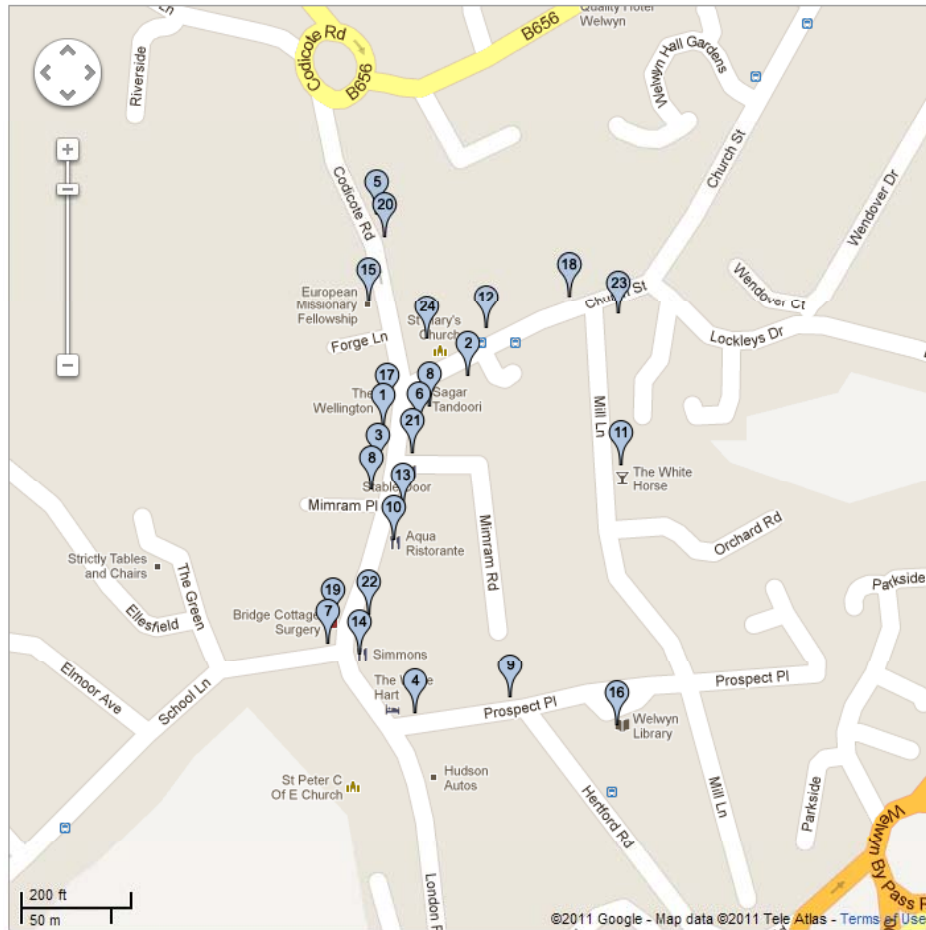 Quality Hotel
Welwyn
Ln
Codicote Rd
B656
B656
Riverside
Welwyn Hall Gardens
Church St
5
20
Codicote Rd
Wendover Dr
15
European
Missionary
Fellowship
24
St Mary's
Church
12
18
23
Church St
Wendover Ct
Lockleys Dr
Forge Ln
2
17
8
The
Wellington
1
6
Sagar
Tandoori
21
3
8
Stable Door
13
Mill Ln
11
The White
Horse
Mimram Pl
10
Aqua
Ristorante
Mimram Rd
Orchard Rd
Strictly Tables
and Chairs
The Green
Ellesfield
Parkside
19
22
Bridge Cottage
Surgery
7
14
Simmons
Elmoor Ave
School Ln
The White
Hart
4
9
Prospect Pl
Prospect Pl
16
Welwyn
Library
St Peter C
Of E Church
Hudson
Autos
Hertford Rd
Mill Ln
Parkside
Welwyn By Pass R
London R
200 ft
50 m
©2011 Google - Map data ©2011 Tele Atlas - Terms of Use